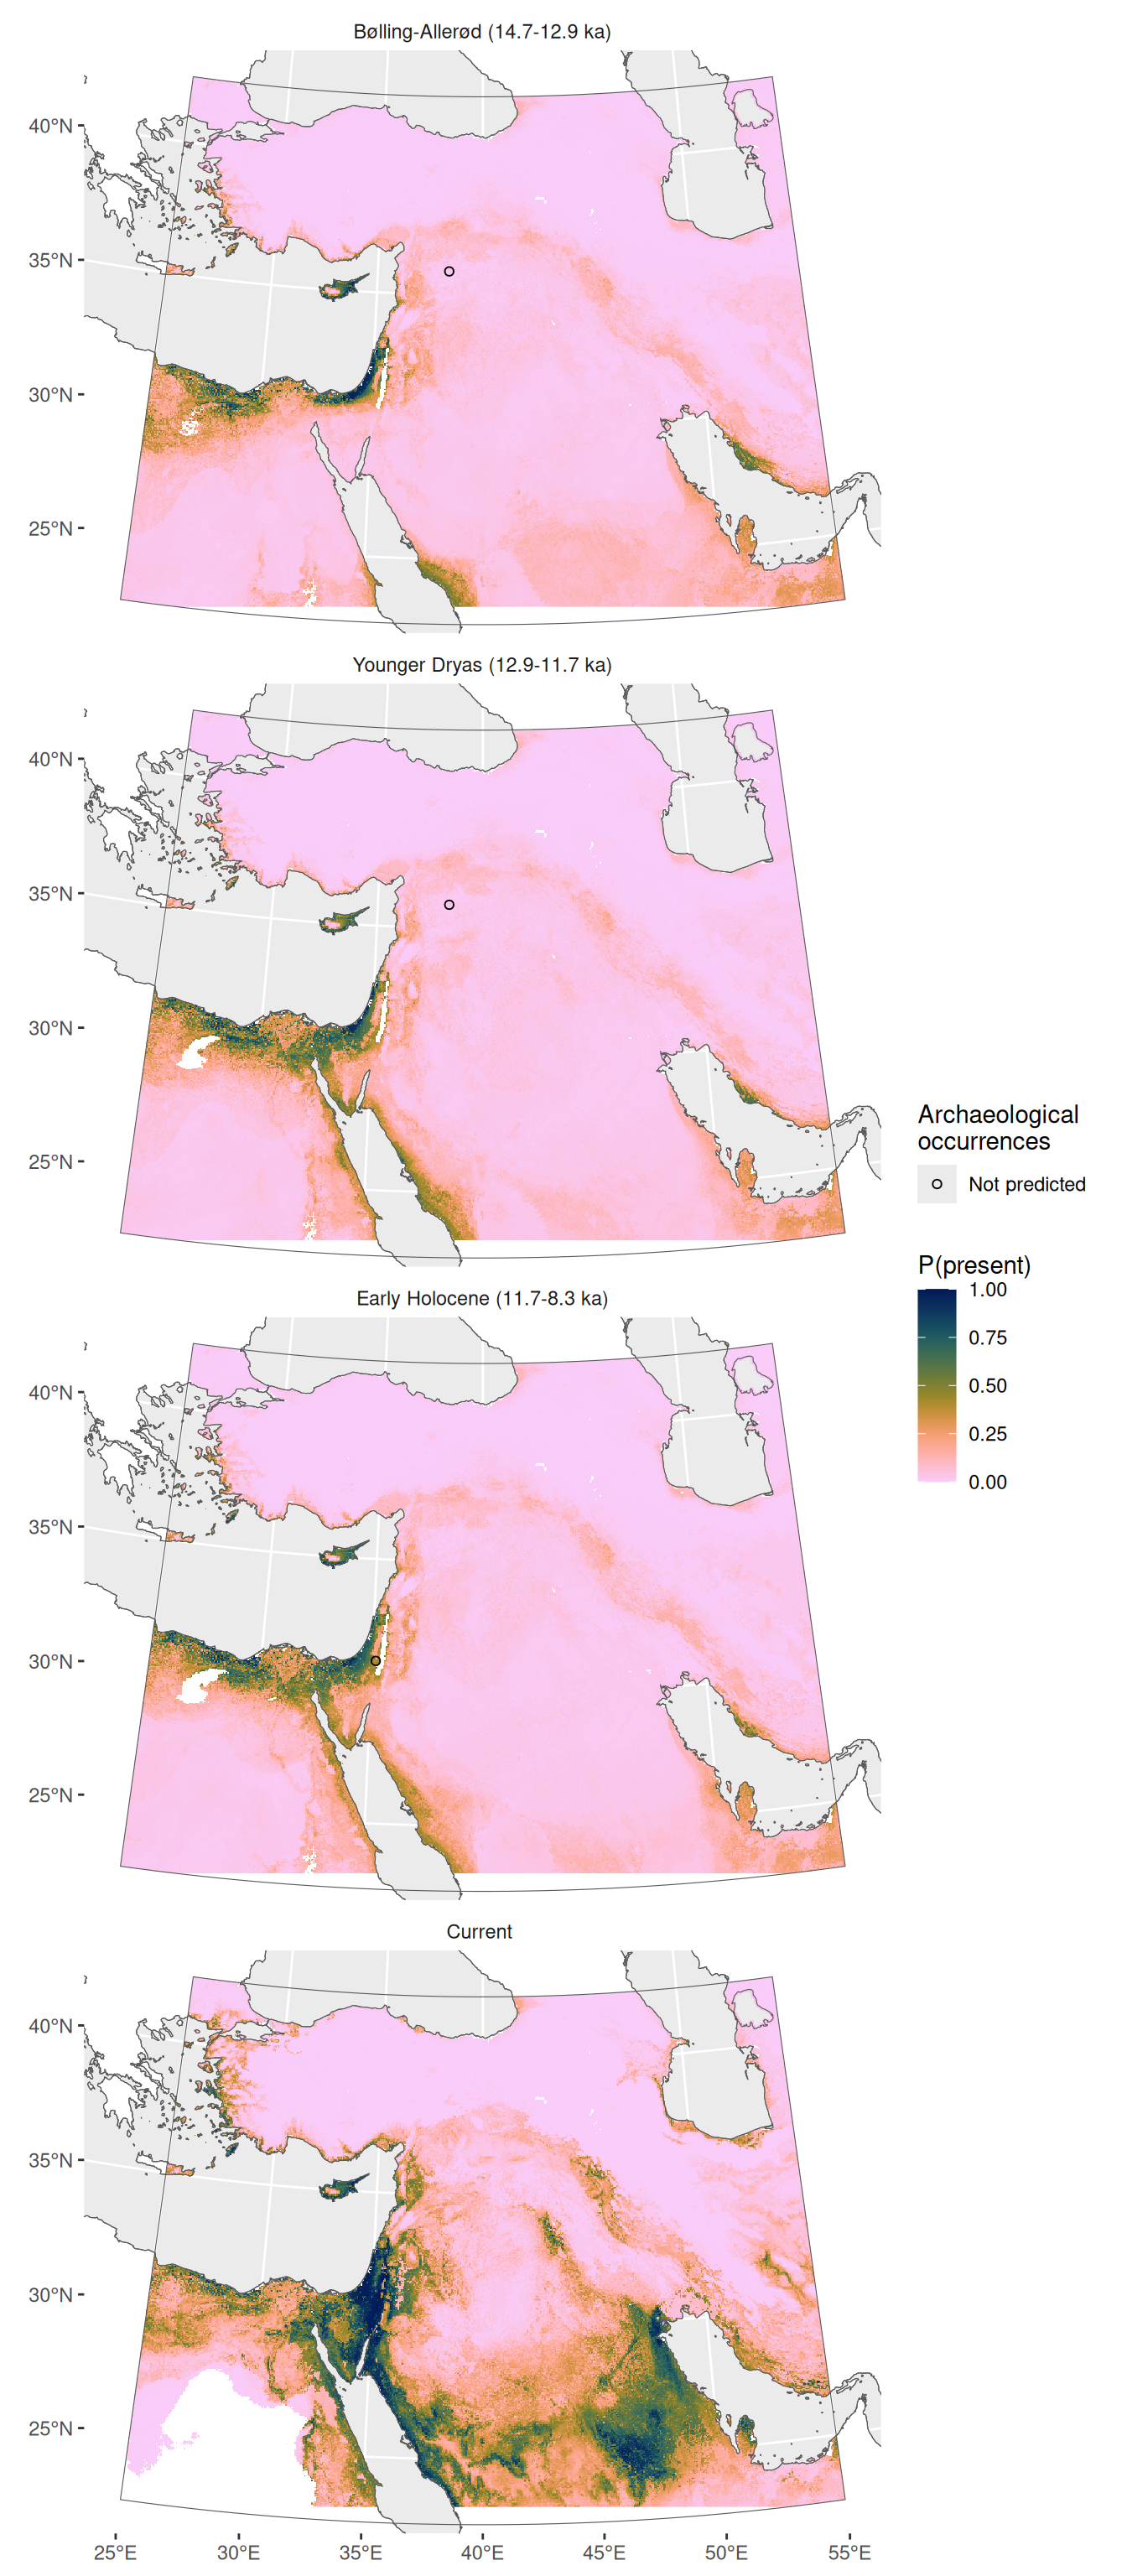 Bølling-Allerød (14.7-12.9 ka)
40°N
35°N
30°N
25°N
Younger Dryas (12.9-11.7 ka)
40°N
35°N
30°N
25°N
Archaeological
occurrences
Not predicted
P(present)
1.00
0.75
0.50
0.25
0.00
Early Holocene (11.7-8.3 ka)
40°N
35°N
30°N
25°N
Current
40°N
35°N
30°N
25°N
25°E 30°E 35°E 40°E 45°E 50°E 55°E